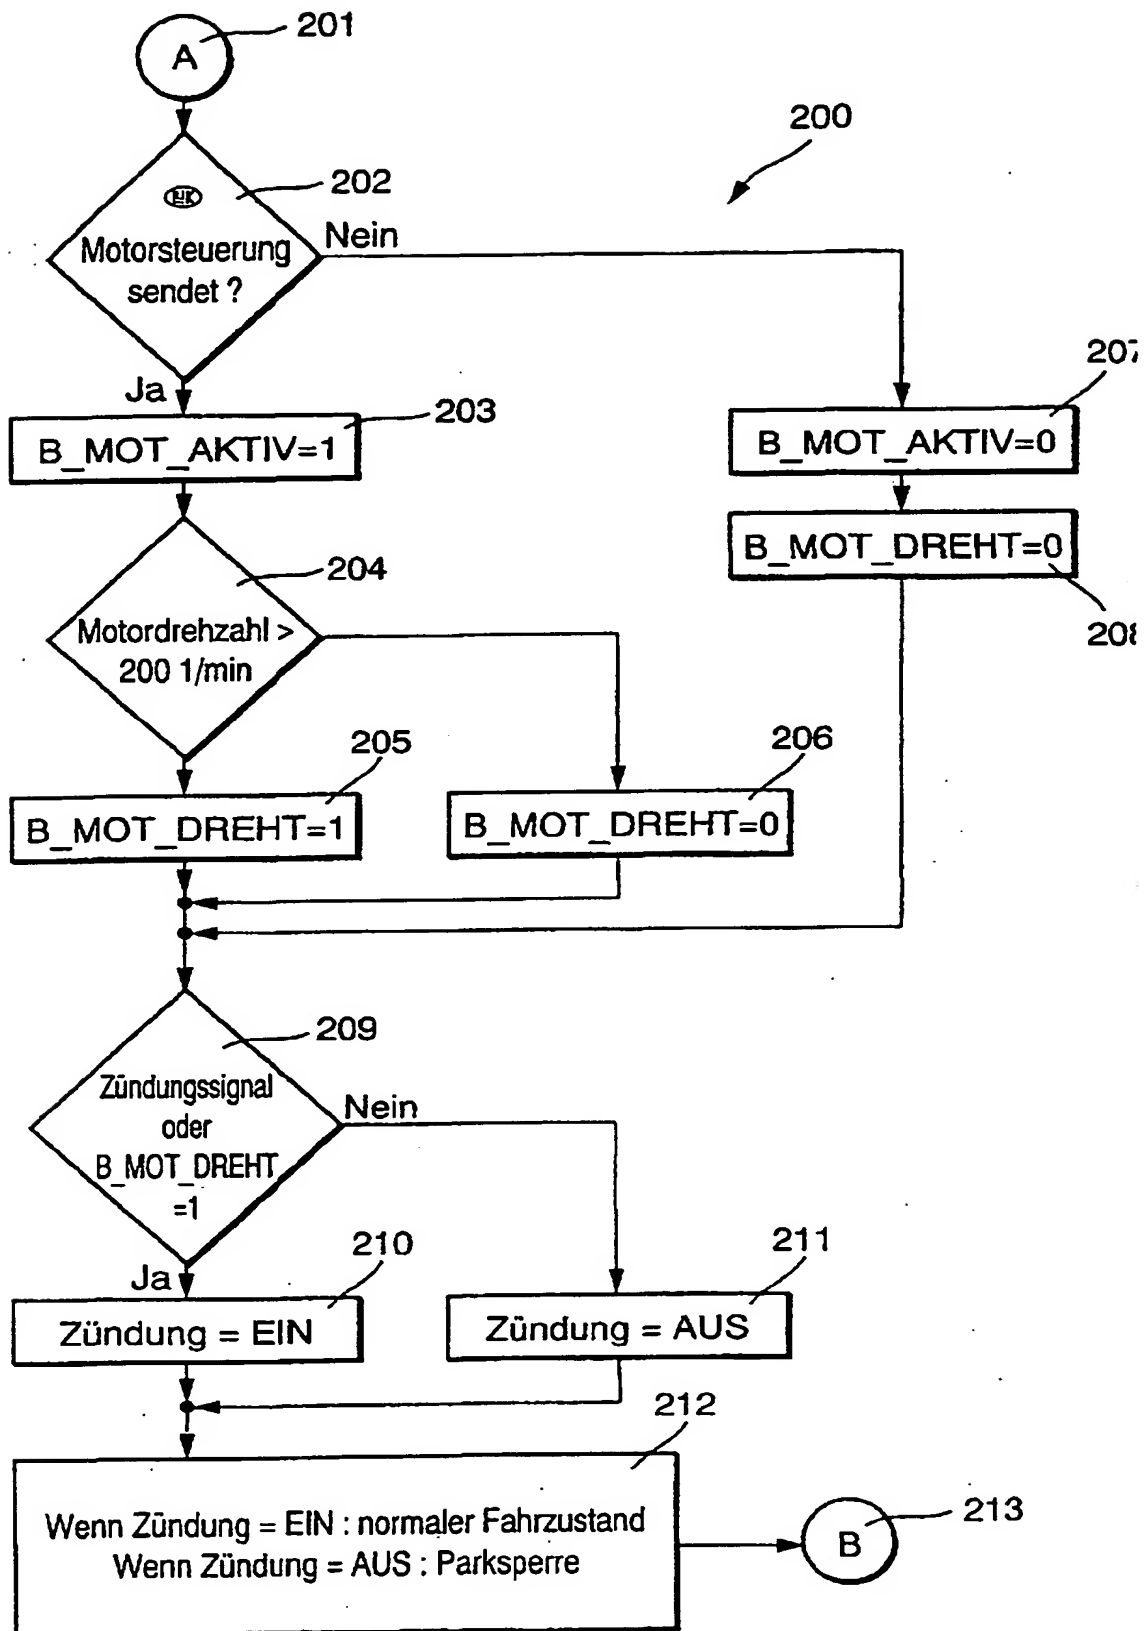 A
201
200
202
Motorsteuerung
sendet ?
Nein
Ja
203
B_MOT_AKTIV=1
207
B_MOT_AKTIV=0
B_MOT_DREHT=0
208
204
Motordrehzahl >
200 1/min
205
B_MOT_DREHT=1
206
B_MOT_DREHT=0
209
Zündungssignal
oder
B_MOT_DREHT
=1
Nein
Ja
210
Zündung = EIN
211
Zündung = AUS
212
Wenn Zündung = EIN : normaler Fahrzustand
Wenn Zündung = AUS : Parksperre
B
213